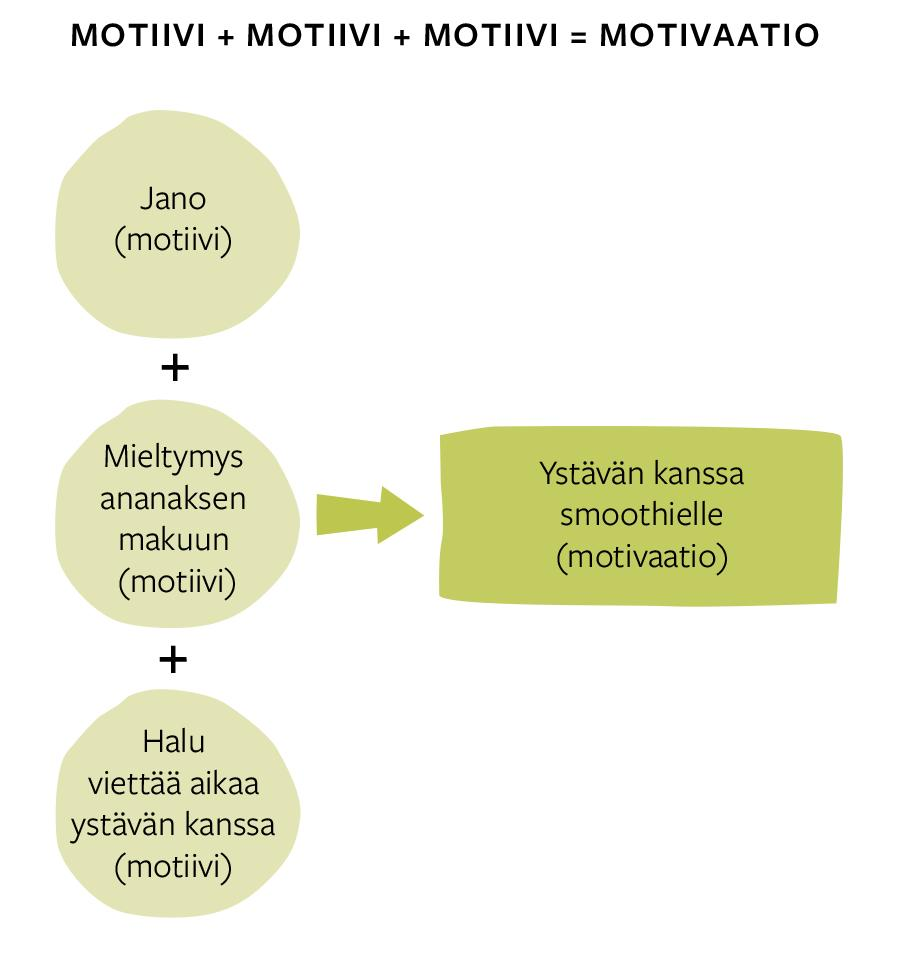 MOTIIVI + MOTIIVI + MOTIIVI = MOTIVAATIO
Jano
(motiivi)
+
Mieltymys
ananaksen
makuun
(motiivi)
+
Halu
viettää aikaa
ystävän kanssa
(motiivi)
Ystävän kanssa
smoothielle
(motivaatio)